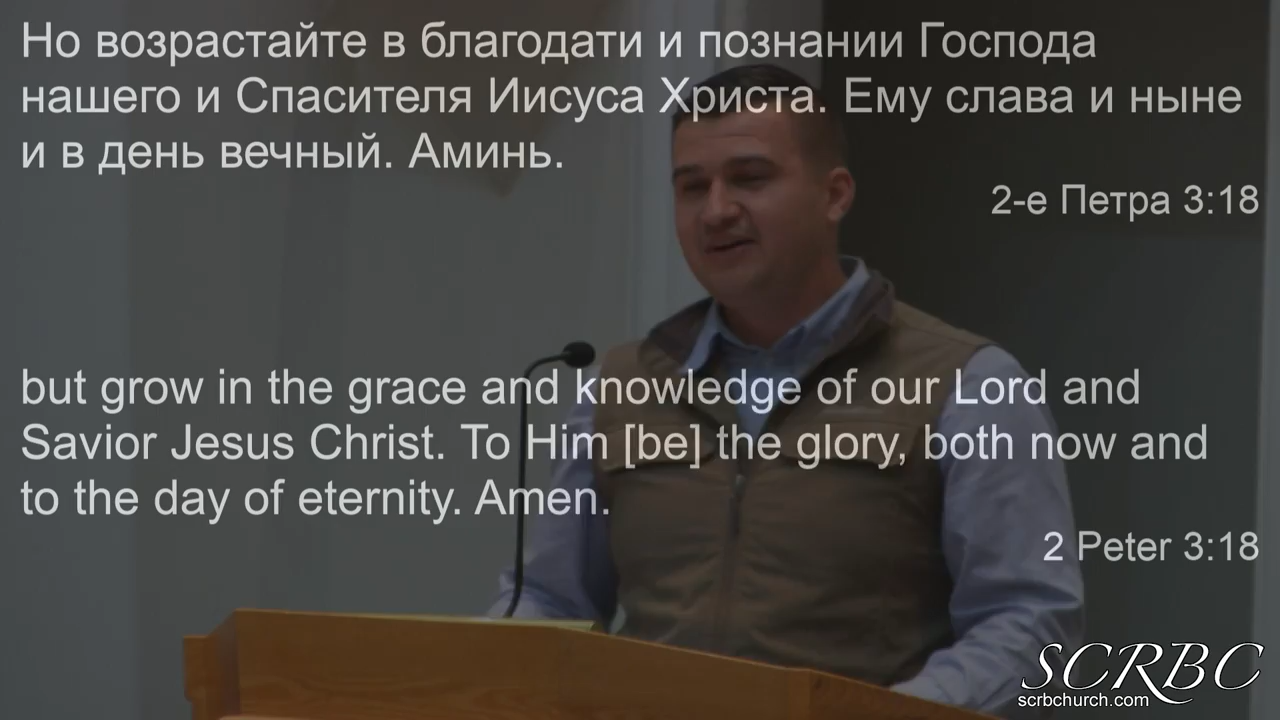 Но возрастайте в благодати и познании Господа
нашего и Спасителя Иисуса Христа. Ему слава и ныне
и в день вечный. Аминь.
2-е Петра 3:18
but grow in the grace and knowledge of our Lord and
Savior Jesus Christ. To Him [be] the glory, both now and
to the day of eternity. Amen.
2 Peter 3:18
SCRBC
scrbchurch.com